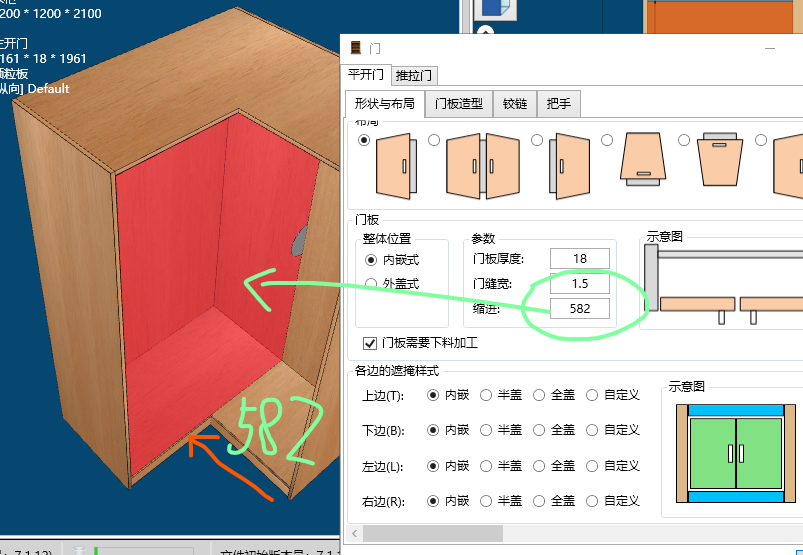 200 * 1200 * 2100
开门
161 * 18 * 1961
粒板
纵向] Default
门
平开门
推拉门
形状与布局
门板造型
铰链
把手
布局
门板
整体位置
内嵌式
外盖式
参数
门板厚度:
18
门缝宽:
1.5
缩进:
582
示意图
门板需要下料加工
各边的遮掩样式
上边(T):
内嵌
半盖
全盖
自定义
下边(B):
内嵌
半盖
全盖
自定义
左边(L):
内嵌
半盖
全盖
自定义
右边(R):
内嵌
半盖
全盖
自定义
示意图
582